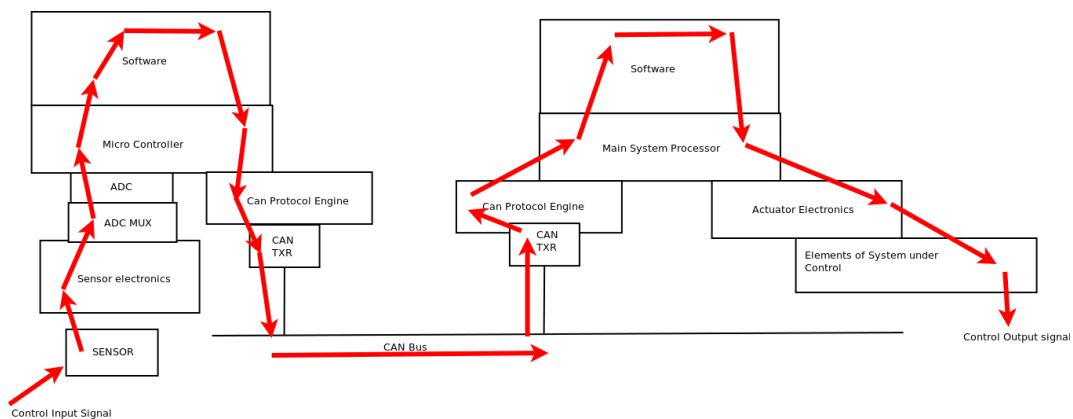 Software
Micro Controller
ADC
ADC MUX
Can Protocol Engine
CAN
TXR
Sensor electronics
SENSOR
Control Input Signal
CAN Bus
Software
Main System Processor
Can Protocol Engine
CAN
TXR
Actuator Electronics
Elements of System under
Control
Control Output signal